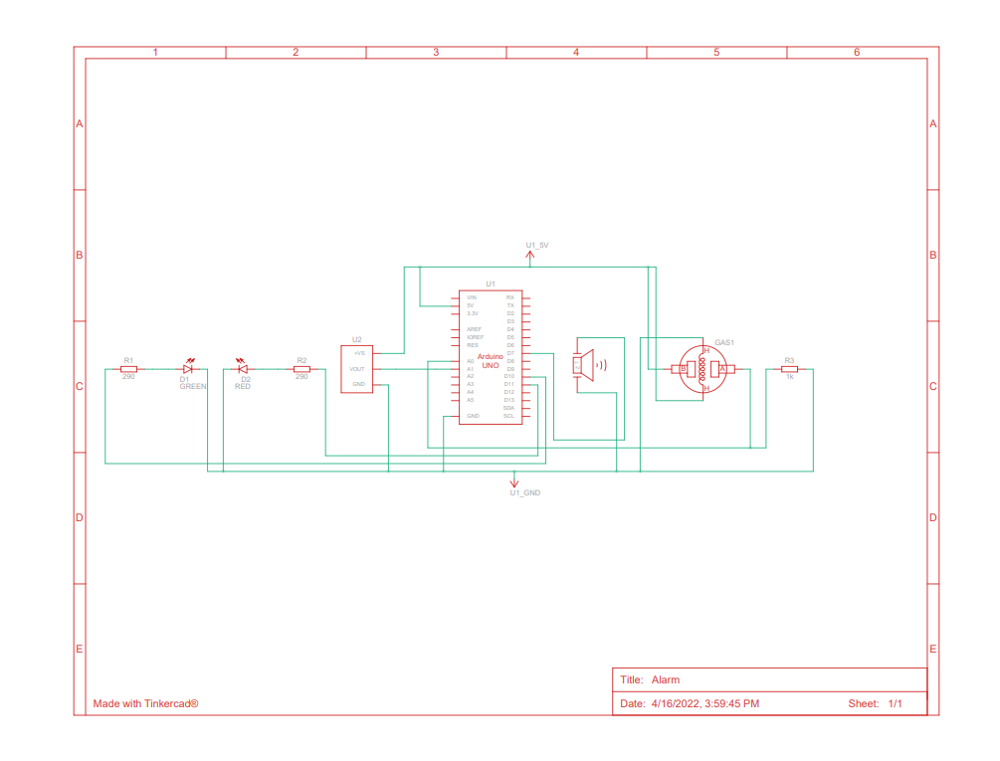 1 2 3 4 5 6
A A
U1_5V
B B
U1
VIN RX
5V TX
3.3V D2
D3
AREF D4
IOREF D5
RES D6
D7
A0 D8
A1 D9
A2 D10
A3 D11
A4 D12
A5 D13
SDA
GND SCL
Arduino
UNO
U2
+VS
VOUT
GND
R1
290
D1
GREEN
D2
RED
R2
290
GAS1
H
B A
H
R3
1k
C C
U1_GND
D D
E E
Title: Alarm
Made with Tinkercad®
Date: 4/16/2022, 3:59:45 PM Sheet: 1/1